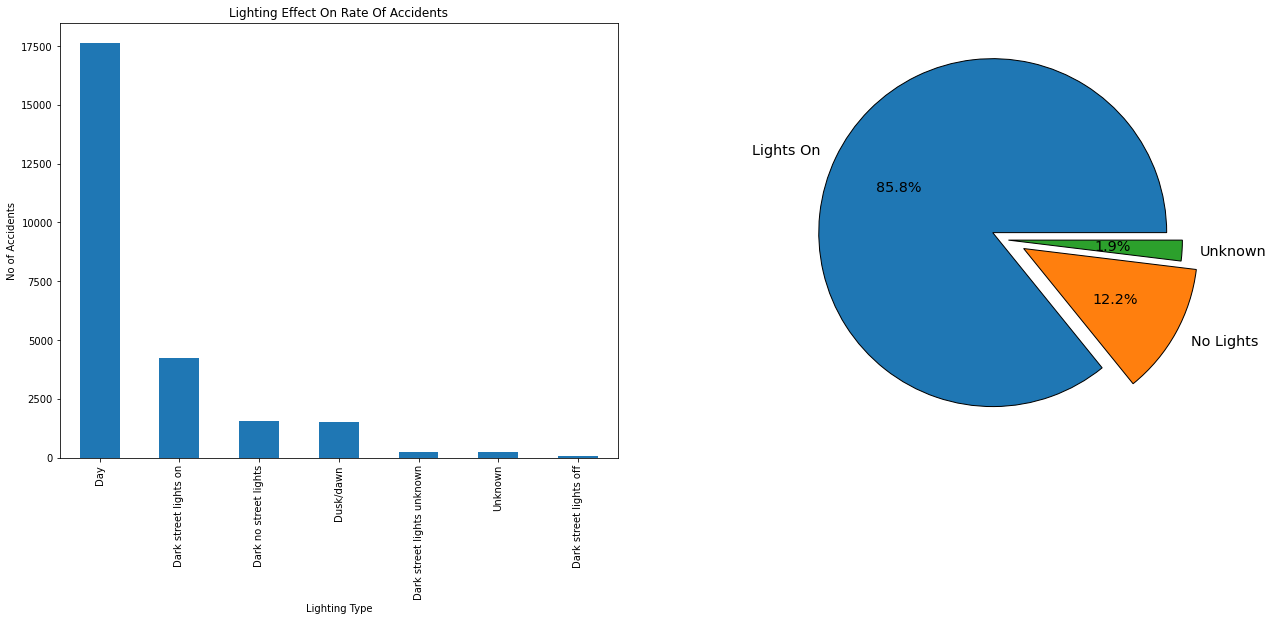 Lighting Effect On Rate Of Accidents
No of Accidents
17500
15000
12500
10000
7500
5000
2500
0
Day
Dark street lights on
Dark no street lights
Dusk/dawn
Dark street lights unknown
Unknown
Dark street lights off
Lighting Type
Lights On
85.8%
1.9%
Unknown
12.2%
No Lights